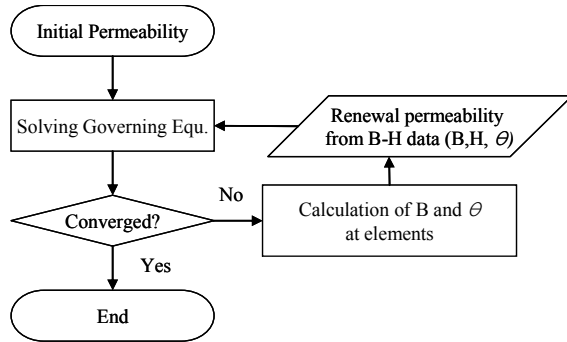 Initial Permeability
Solving Governing Equ.
Renewal permeability
from B-H data (B,H, θ)
Converged?
No
Calculation of B and θ
at elements
Yes
End